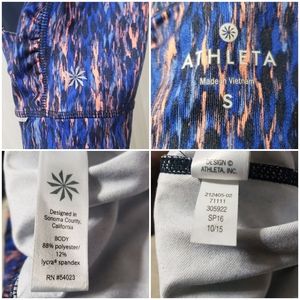 ATHLETA
Made in Vietnam
S
Designed in
Sonoma County,
California
BODY
88% polyester/
12%
lycra® spandex
RN #54023
DESIGN ©
ATHLETA, INC.
212405-02
71111
305922
SP16
10/15